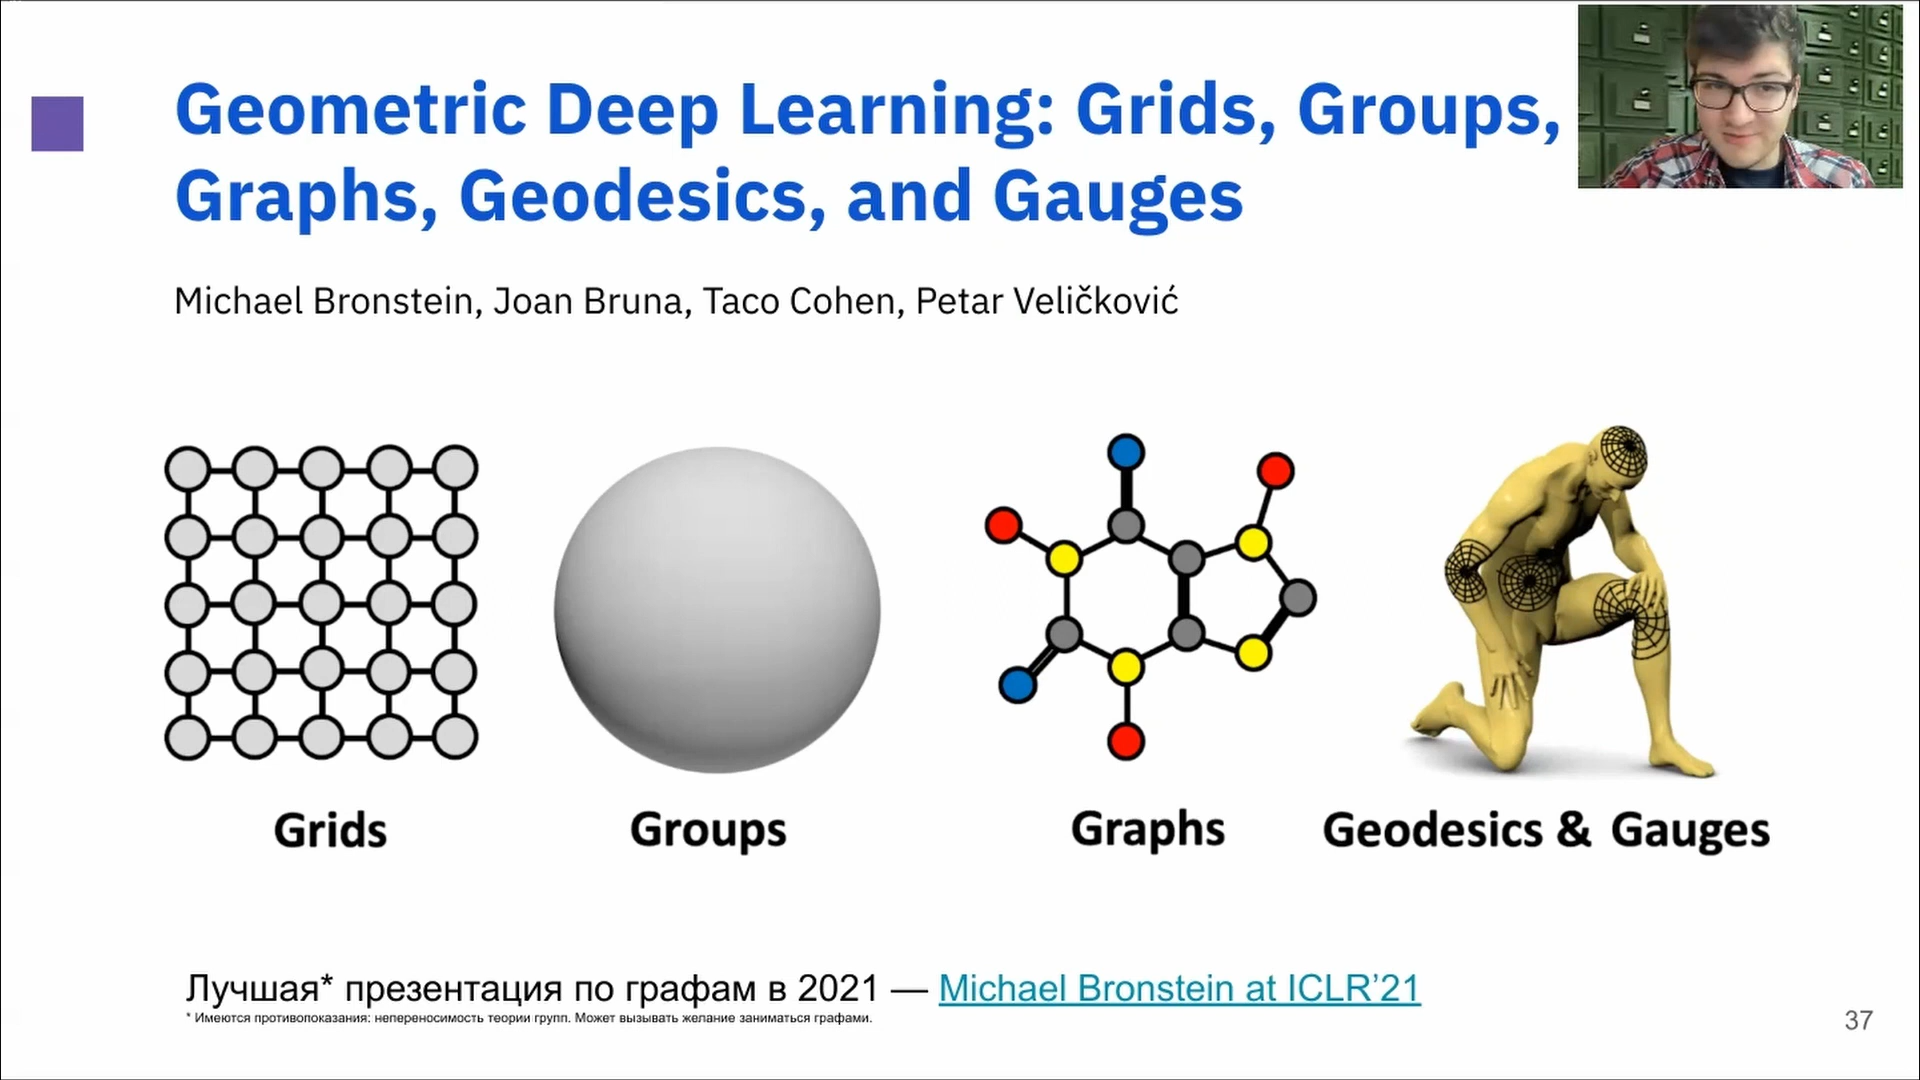 Geometric Deep Learning: Grids, Groups,
Graphs, Geodesics, and Gauges
Michael Bronstein, Joan Bruna, Taco Cohen, Petar Veličković
Grids
Groups
Graphs
Geodesics & Gauges
Лучшая* презентация по графам в 2021 — Michael Bronstein at ICLR’21
* Имеются противопоказания: непереносимость теории групп. Может вызывать желание заниматься графами.
37